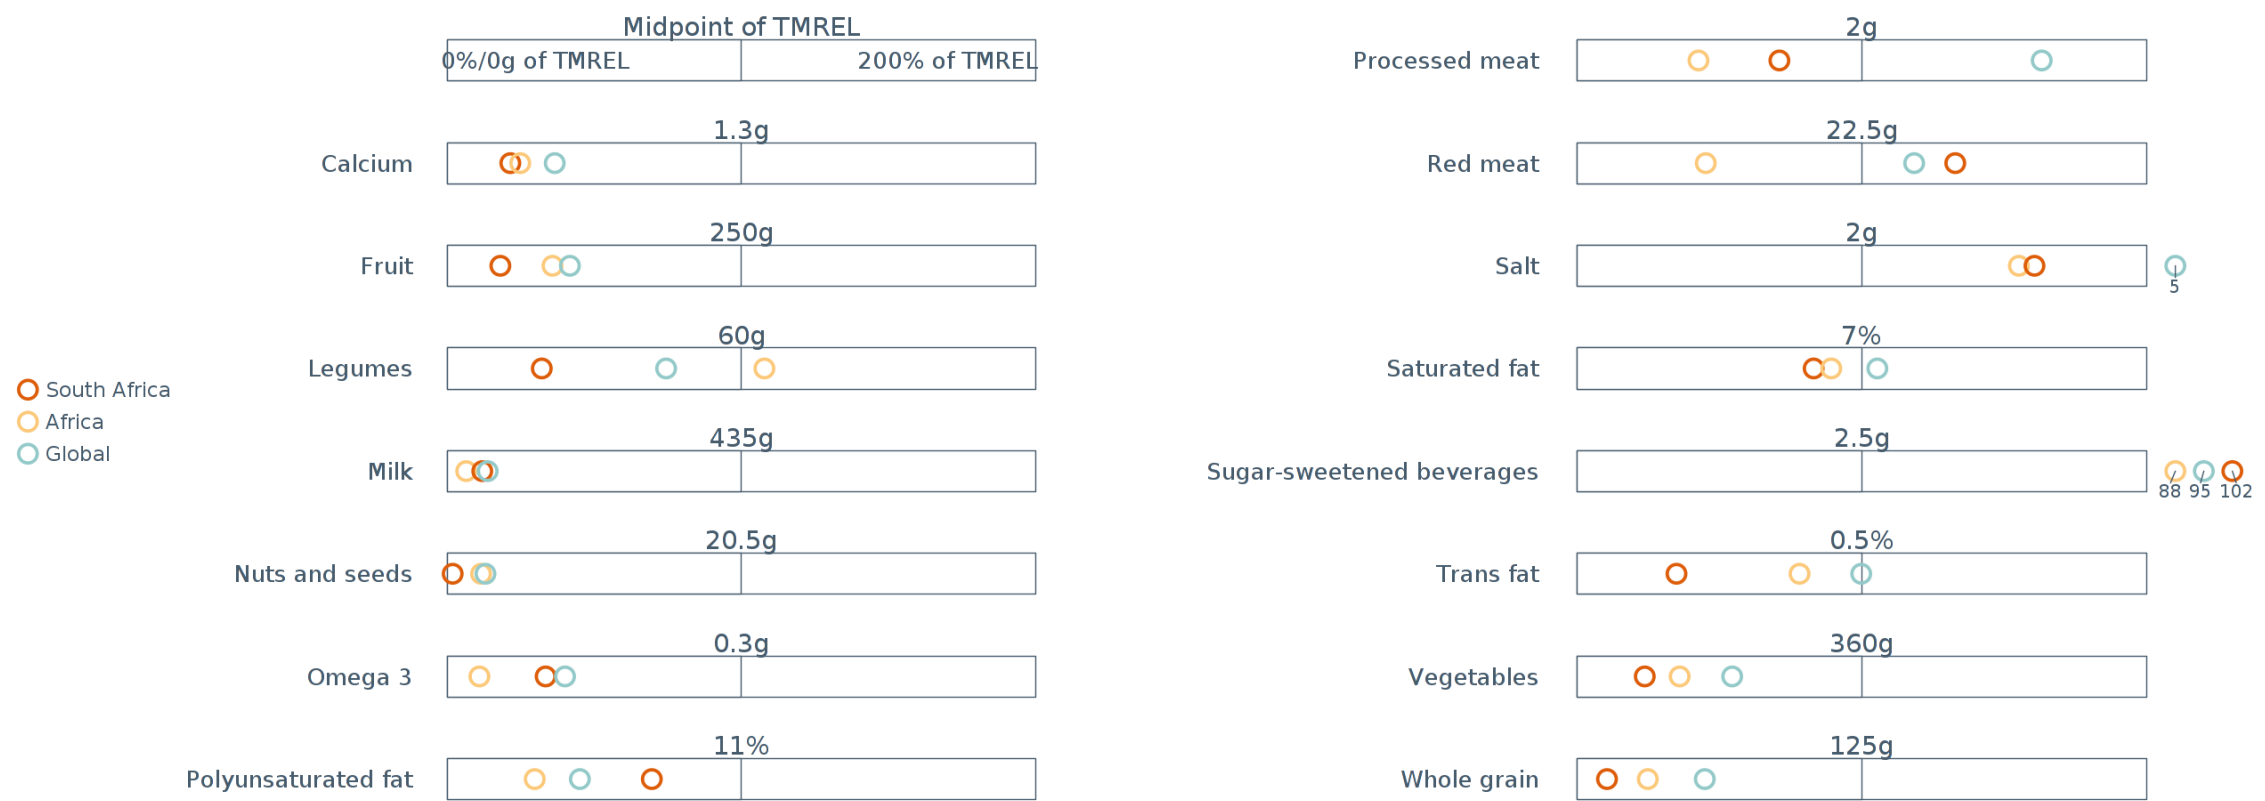 Midpoint of TMREL
0%/0g of TMREL 200% of TMREL
1.3g
Calcium
250g
Fruit
60g
Legumes
435g
Milk
20.5g
Nuts and seeds
0.3g
Omega 3
11%
Polyunsaturated fat
South Africa
Africa
Global
2g
Processed meat
22.5g
Red meat
2g
Salt
5
7%
Saturated fat
2.5g
Sugar-sweetened beverages
88 95 102
0.5%
Trans fat
360g
Vegetables
125g
Whole grain